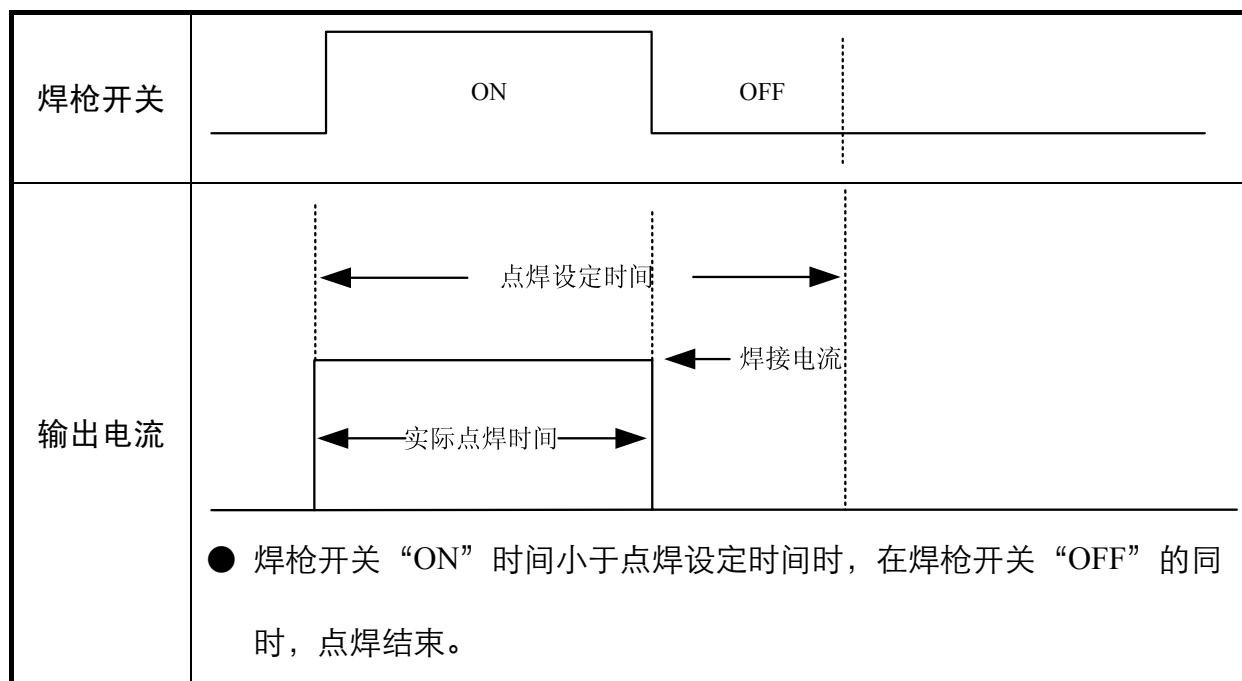 焊枪开关
ON
OFF
点焊设定时间
焊接电流
输出电流
实际点焊时间
● 焊枪开关“ON”时间小于点焊设定时间时，在焊枪开关“OFF”的同
时，点焊结束。